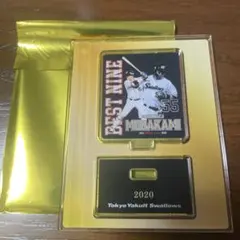 BEST NINE
55
MURAKAMI
2020
Tokyo Yakult Swallows